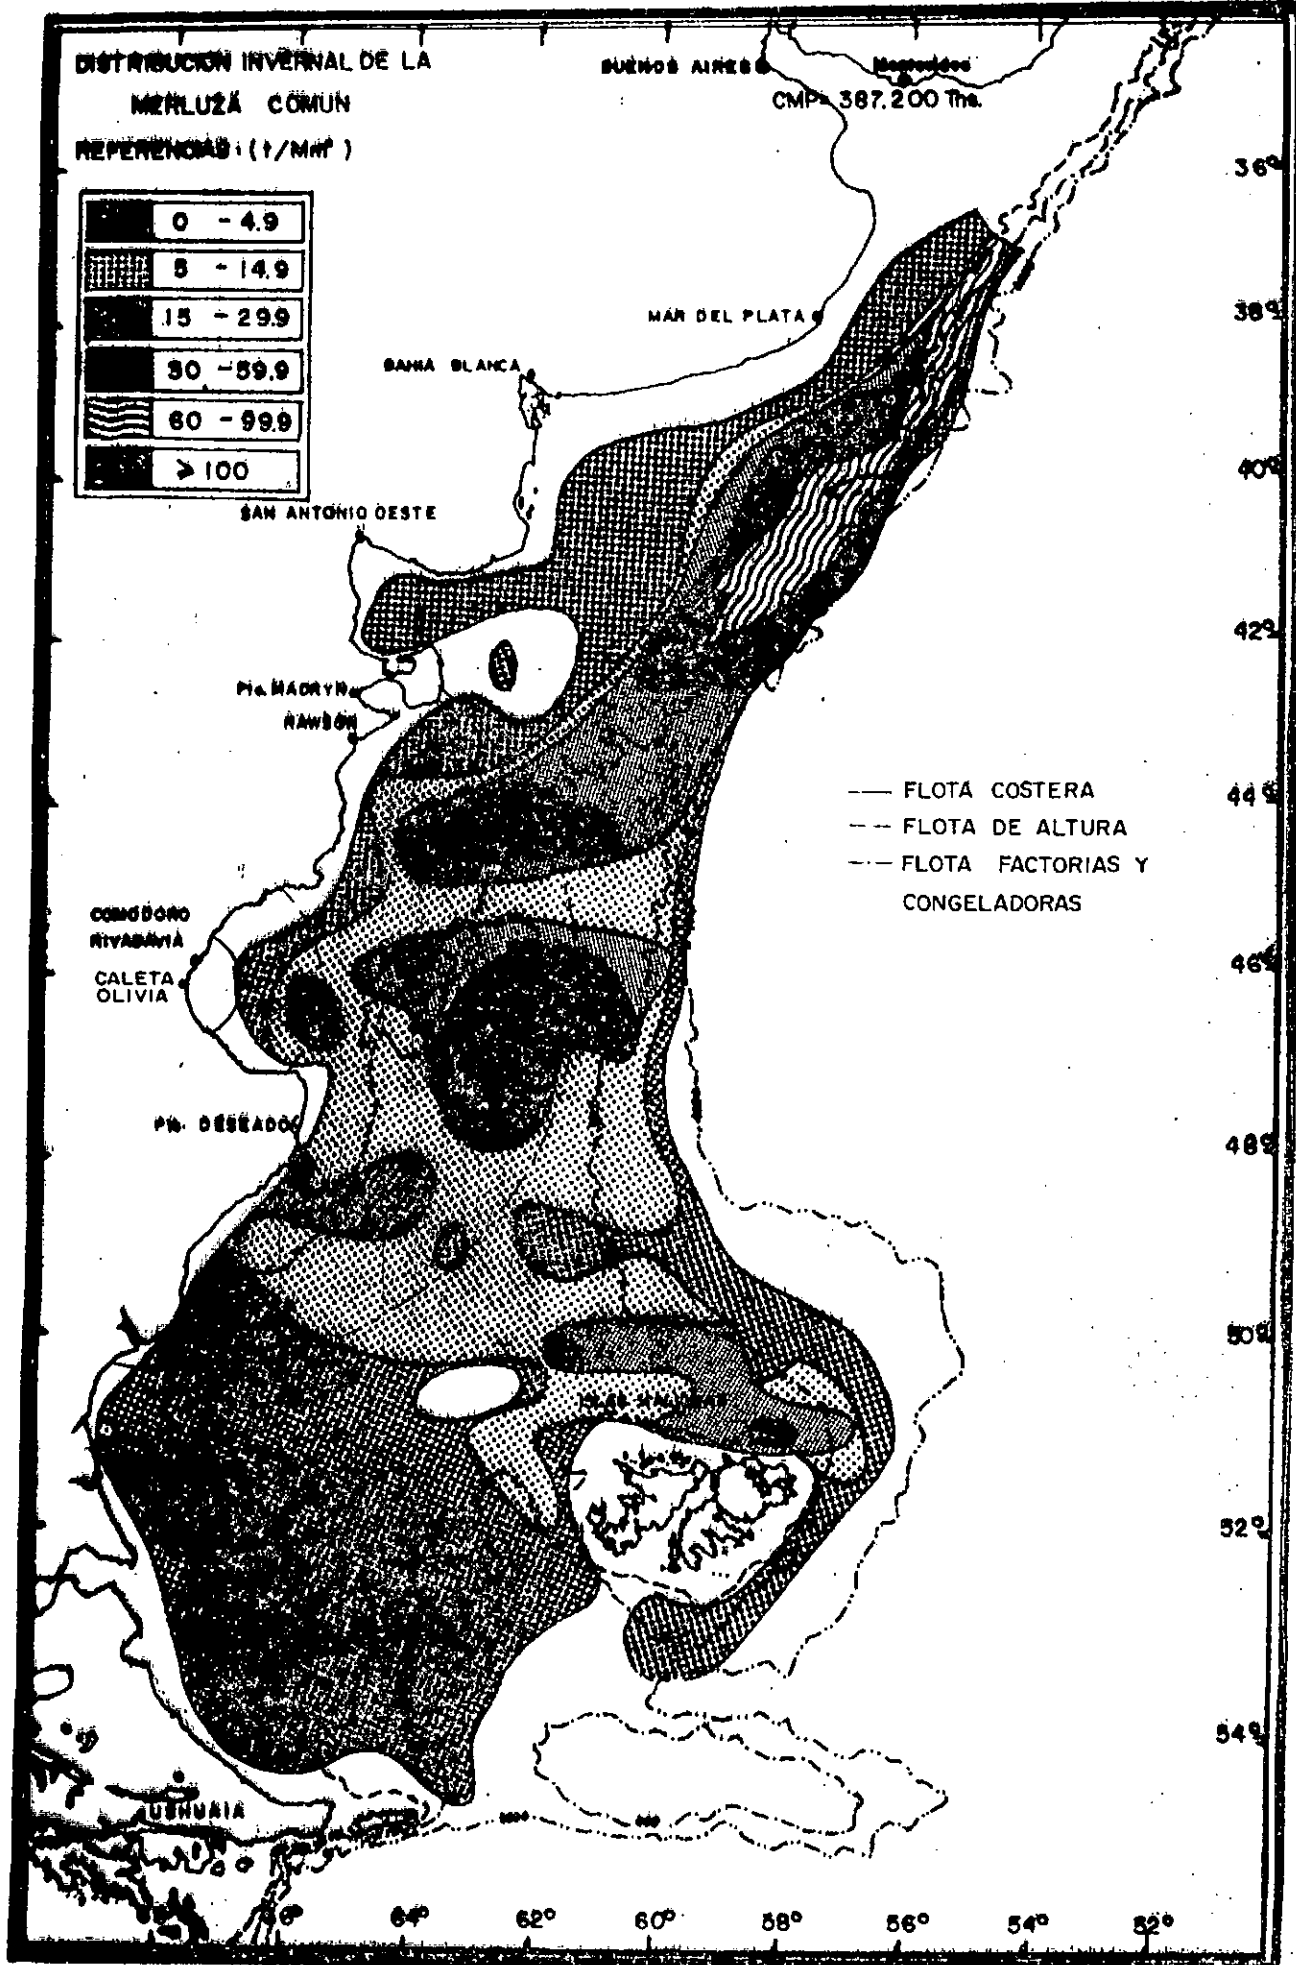 DISTRIBUCION INVERNAL DE LA
MERLUZA COMUN
REFERENCIAS: (t/Mn²)
0 - 4.9
5 - 14.9
15 - 29.9
30 - 59.9
60 - 99.9
≥ 100
BUENOS AIRES
Montevideo
CMP= 387.200 Tns.
36°
38°
MAR DEL PLATA
BAHIA BLANCA
40°
SAN ANTONIO OESTE
42°
Pto. MADRYN
RAWSON
44°
FLOTA COSTERA
FLOTA DE ALTURA
FLOTA FACTORIAS Y
CONGELADORAS
COMODORO
RIVADAVIA
CALETA
OLIVIA
46°
Pto. DESEADO
48°
50°
52°
54°
USHUAIA
64°
62°
60°
58°
56°
54°
52°